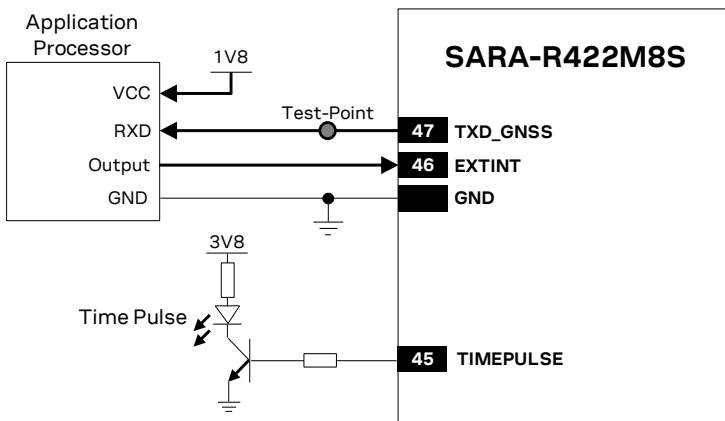 Application
Processor
1V8
SARA-R422M8S
VCC
RXD
Test-Point
47 TXD_GNSS
Output
46 EXTINT
GND
GND
3V8
Time Pulse
45 TIMEPULSE